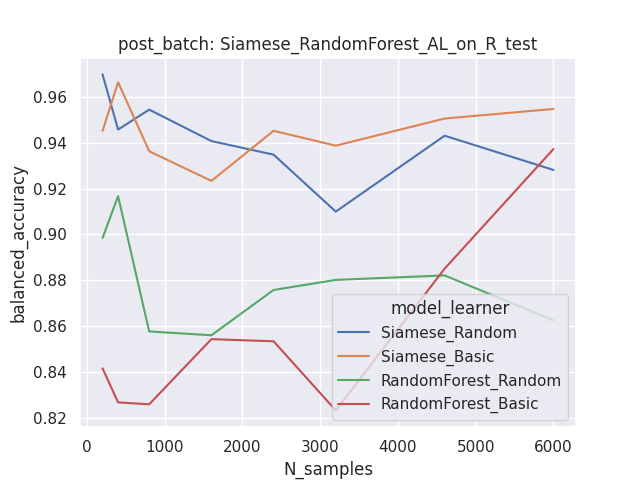 post_batch: Siamese_RandomForest_AL_on_R_test
balanced_accuracy
0.96
0.94
0.92
0.90
0.88
0.86
0.84
0.82
model_learner
Siamese_Random
Siamese_Basic
RandomForest_Random
RandomForest_Basic
0 1000 2000 3000 4000 5000 6000
N_samples